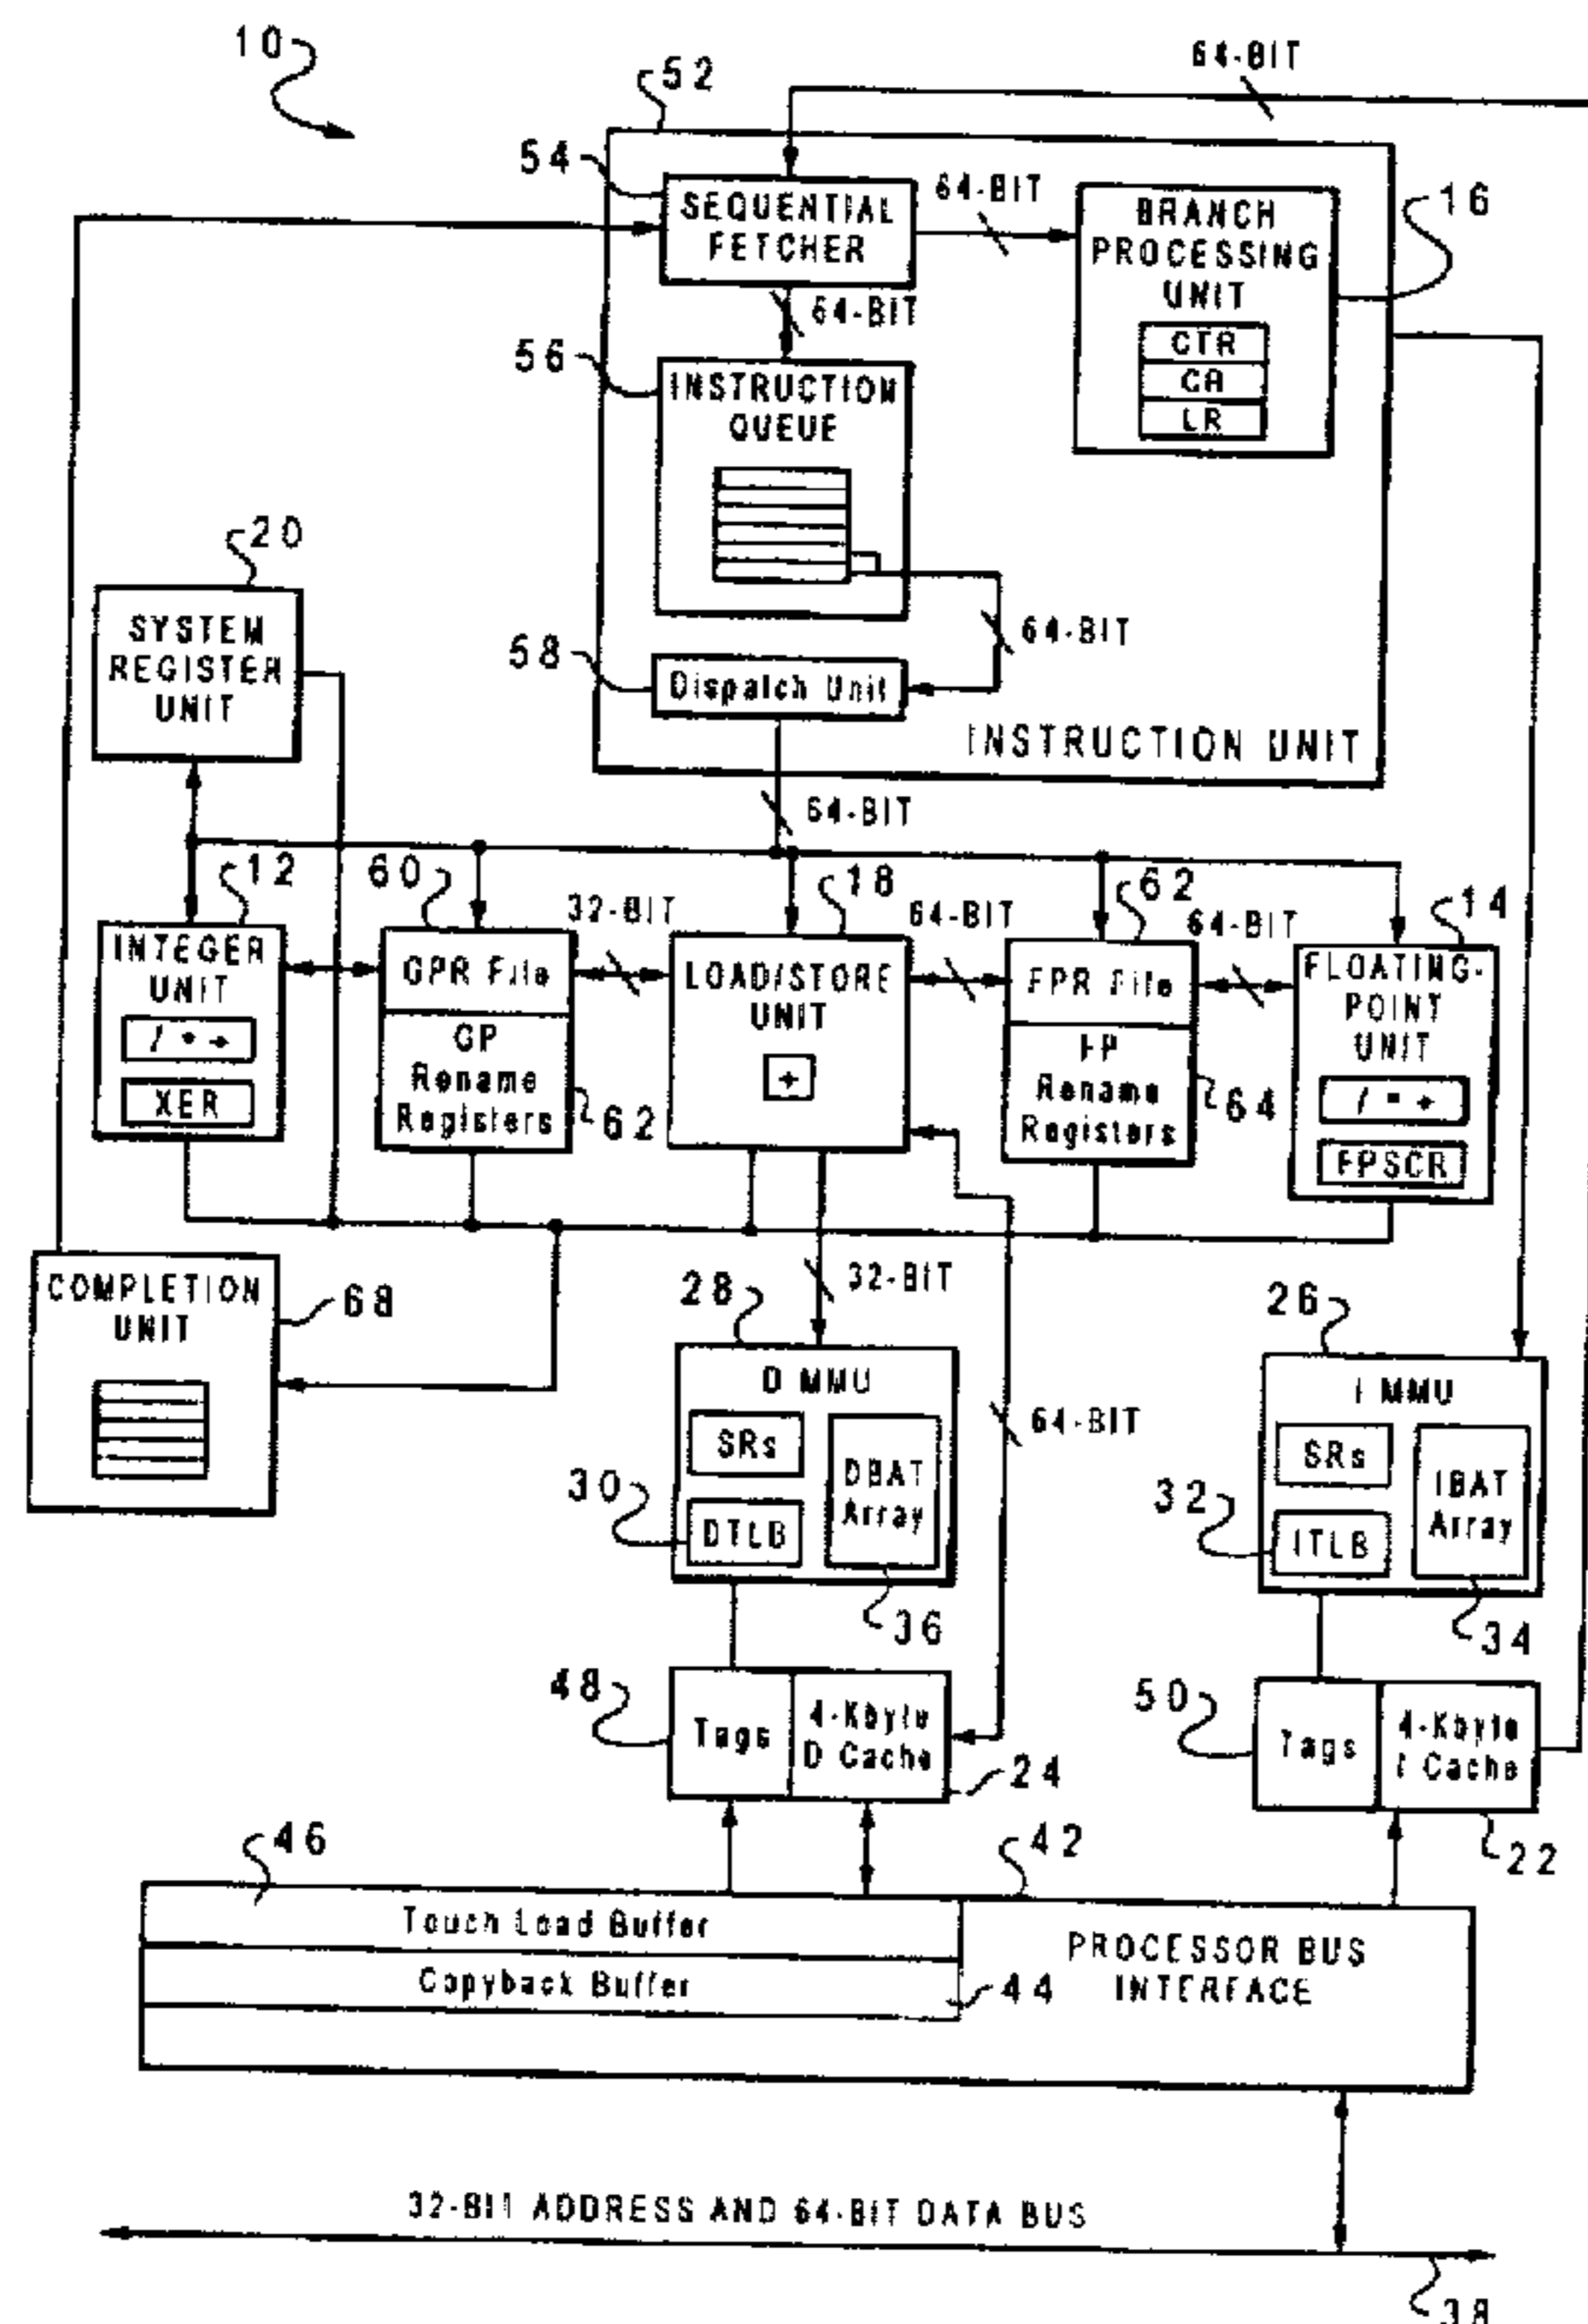 10
64-BIT
52
54
SEQUENTIAL
FETCHER
64-BIT
BRANCH
PROCESSING
UNIT
16
CTR
CR
LR
64-BIT
56
INSTRUCTION
QUEUE
64-BIT
20
SYSTEM
REGISTER
UNIT
58
Dispatch Unit
INSTRUCTION UNIT
64-BIT
12
60
32-BIT
18
64-BIT
62
64-BIT
14
INTEGER
UNIT
XER
GPR File
GP
Rename
Registers
62
LOAD/STORE
UNIT
+
FPR File
FP
Rename
Registers
64
FLOATING-
POINT
UNIT
FPSCR
COMPLETION
UNIT
68
32-BIT
28
D MMU
SRs
DBAT
Array
30
DTLB
36
64-BIT
26
I MMU
SRs
IBAT
Array
32
ITLB
34
48
Tags
4-Kbyte
D Cache
24
50
Tags
4-Kbyte
I Cache
22
46
42
Touch Load Buffer
Copyback Buffer
44
PROCESSOR BUS
INTERFACE
32-BIT ADDRESS AND 64-BIT DATA BUS
38